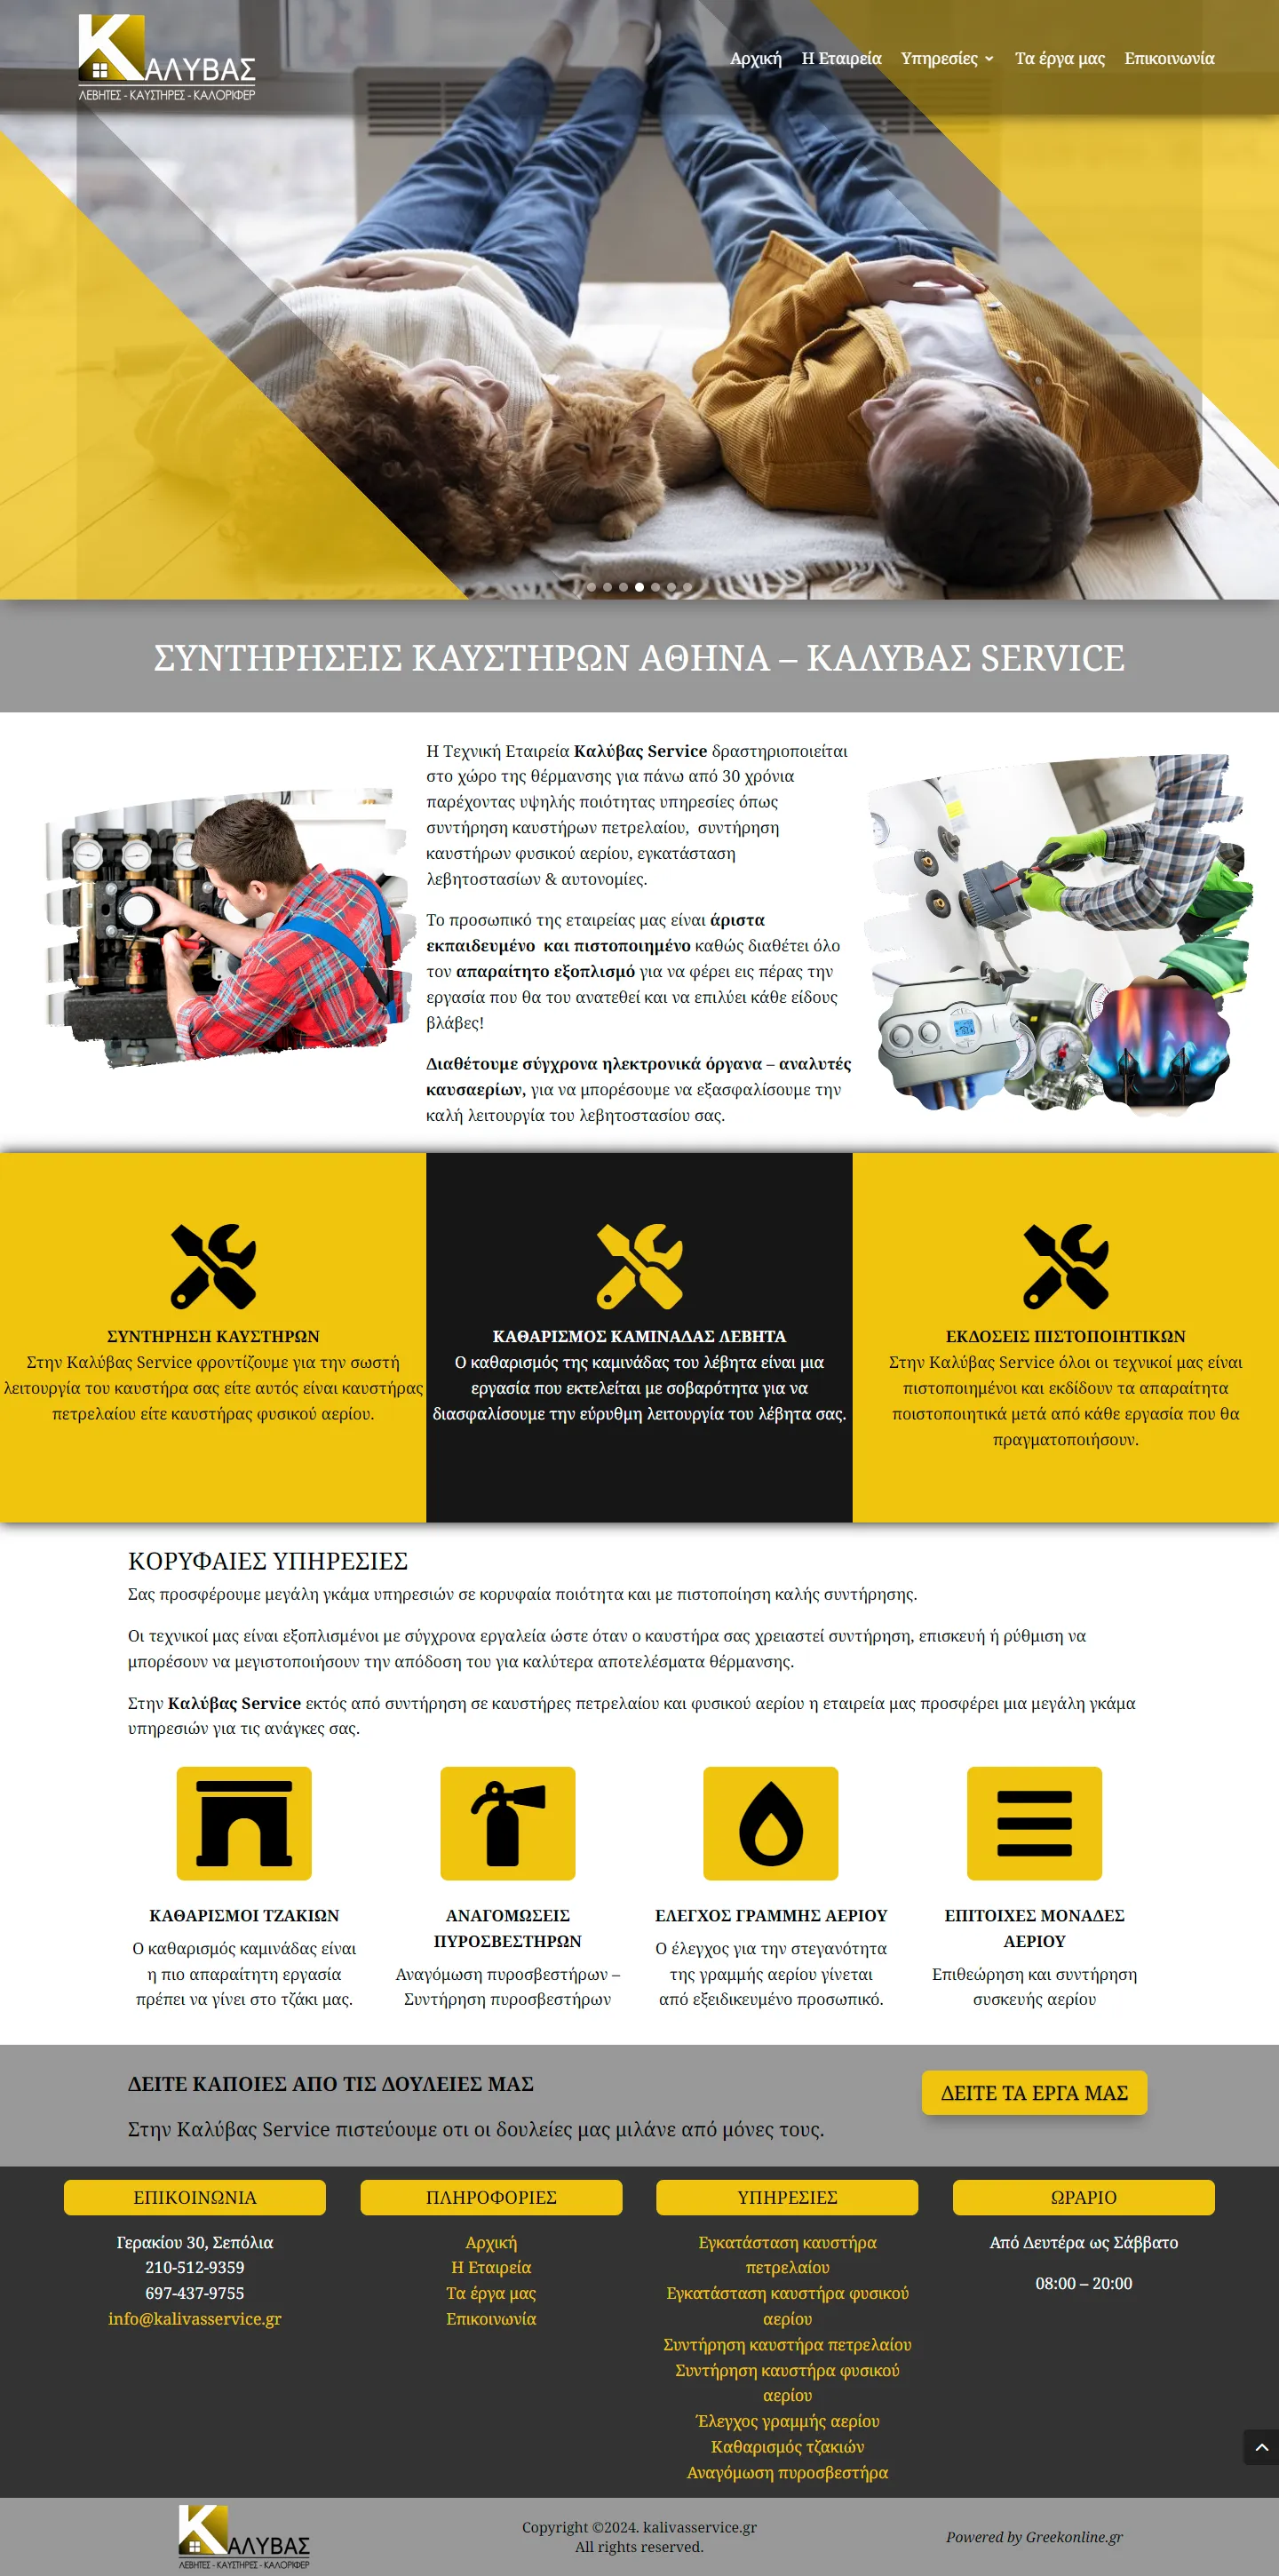 ΚΑΛΥΒΑΣ
ΛΕΒΗΤΕΣ - ΚΑΥΣΤΗΡΕΣ - ΚΑΛΟΡΙΦΕΡ
Αρχική Η Εταιρεία Υπηρεσίες Τα έργα μας Επικοινωνία
ΣΥΝΤΗΡΗΣΕΙΣ ΚΑΥΣΤΗΡΩΝ ΑΘΗΝΑ – ΚΑΛΥΒΑΣ SERVICE
Η Τεχνική Εταιρεία Καλύβας Service δραστηριοποιείται
στο χώρο της θέρμανσης για πάνω από 30 χρόνια
παρέχοντας υψηλής ποιότητας υπηρεσίες όπως
συντήρηση καυστήρων πετρελαίου, συντήρηση
καυστήρων φυσικού αερίου, εγκατάσταση
λεβητοστασίων & αυτονομίες.
Το προσωπικό της εταιρείας μας είναι άριστα
εκπαιδευμένο και πιστοποιημένο καθώς διαθέτει όλο
τον απαραίτητο εξοπλισμό για να φέρει εις πέρας την
εργασία που θα του ανατεθεί και να επιλύει κάθε είδους
βλάβες!
Διαθέτουμε σύγχρονα ηλεκτρονικά όργανα – αναλυτές
καυσαερίων, για να μπορέσουμε να εξασφαλίσουμε την
καλή λειτουργία του λεβητοστασίου σας.
ΣΥΝΤΗΡΗΣΗ ΚΑΥΣΤΗΡΩΝ
Στην Καλύβας Service φροντίζουμε για την σωστή
λειτουργία του καυστήρα σας είτε αυτός είναι καυστήρας
πετρελαίου είτε καυστήρας φυσικού αερίου.
ΚΑΘΑΡΙΣΜΟΣ ΚΑΜΙΝΑΔΑΣ ΛΕΒΗΤΑ
Ο καθαρισμός της καμινάδας του λέβητα είναι μια
εργασία που εκτελείται με σοβαρότητα για να
διασφαλίσουμε την εύρυθμη λειτουργία του λέβητα σας.
ΕΚΔΟΣΕΙΣ ΠΙΣΤΟΠΟΙΗΤΙΚΩΝ
Στην Καλύβας Service όλοι οι τεχνικοί μας είναι
πιστοποιημένοι και εκδίδουν τα απαραίτητα
ποιστοποιητικά μετά από κάθε εργασία που θα
πραγματοποιήσουν.
ΚΟΡΥΦΑΙΕΣ ΥΠΗΡΕΣΙΕΣ
Σας προσφέρουμε μεγάλη γκάμα υπηρεσιών σε κορυφαία ποιότητα και με πιστοποίηση καλής συντήρησης.
Οι τεχνικοί μας είναι εξοπλισμένοι με σύγχρονα εργαλεία ώστε όταν ο καυστήρα σας χρειαστεί συντήρηση, επισκευή ή ρύθμιση να
μπορέσουν να μεγιστοποιήσουν την απόδοση του για καλύτερα αποτελέσματα θέρμανσης.
Στην Καλύβας Service εκτός από συντήρηση σε καυστήρες πετρελαίου και φυσικού αερίου η εταιρεία μας προσφέρει μια μεγάλη γκάμα
υπηρεσιών για τις ανάγκες σας.
ΚΑΘΑΡΙΣΜΟΙ ΤΖΑΚΙΩΝ
Ο καθαρισμός καμινάδας είναι
η πιο απαραίτητη εργασία
πρέπει να γίνει στο τζάκι μας.
ΑΝΑΓΟΜΩΣΕΙΣ
ΠΥΡΟΣΒΕΣΤΗΡΩΝ
Αναγόμωση πυροσβεστήρων –
Συντήρηση πυροσβεστήρων
ΕΛΕΓΧΟΣ ΓΡΑΜΜΗΣ ΑΕΡΙΟΥ
Ο έλεγχος για την στεγανότητα
της γραμμής αερίου γίνεται
από εξειδικευμένο προσωπικό.
ΕΠΙΤΟΙΧΕΣ ΜΟΝΑΔΕΣ
ΑΕΡΙΟΥ
Επιθεώρηση και συντήρηση
συσκευής αερίου
ΔΕΙΤΕ ΚΑΠΟΙΕΣ ΑΠΟ ΤΙΣ ΔΟΥΛΕΙΕΣ ΜΑΣ
Στην Καλύβας Service πιστεύουμε οτι οι δουλείες μας μιλάνε από μόνες τους.
ΔΕΙΤΕ ΤΑ ΕΡΓΑ ΜΑΣ
ΕΠΙΚΟΙΝΩΝΙΑ
Γερακίου 30, Σεπόλια
210-512-9359
697-437-9755
info@kalivasservice.gr
ΠΛΗΡΟΦΟΡΙΕΣ
Αρχική
Η Εταιρεία
Τα έργα μας
Επικοινωνία
ΥΠΗΡΕΣΙΕΣ
Εγκατάσταση καυστήρα
πετρελαίου
Εγκατάσταση καυστήρα φυσικού
αερίου
Συντήρηση καυστήρα πετρελαίου
Συντήρηση καυστήρα φυσικού
αερίου
Έλεγχος γραμμής αερίου
Καθαρισμός τζακιών
Αναγόμωση πυροσβεστήρα
ΩΡΑΡΙΟ
Από Δευτέρα ως Σάββατο
08:00 – 20:00
ΚΑΛΥΒΑΣ
ΛΕΒΗΤΕΣ - ΚΑΥΣΤΗΡΕΣ - ΚΑΛΟΡΙΦΕΡ
Copyright ©2024. kalivasservice.gr
All rights reserved.
Powered by Greekonline.gr